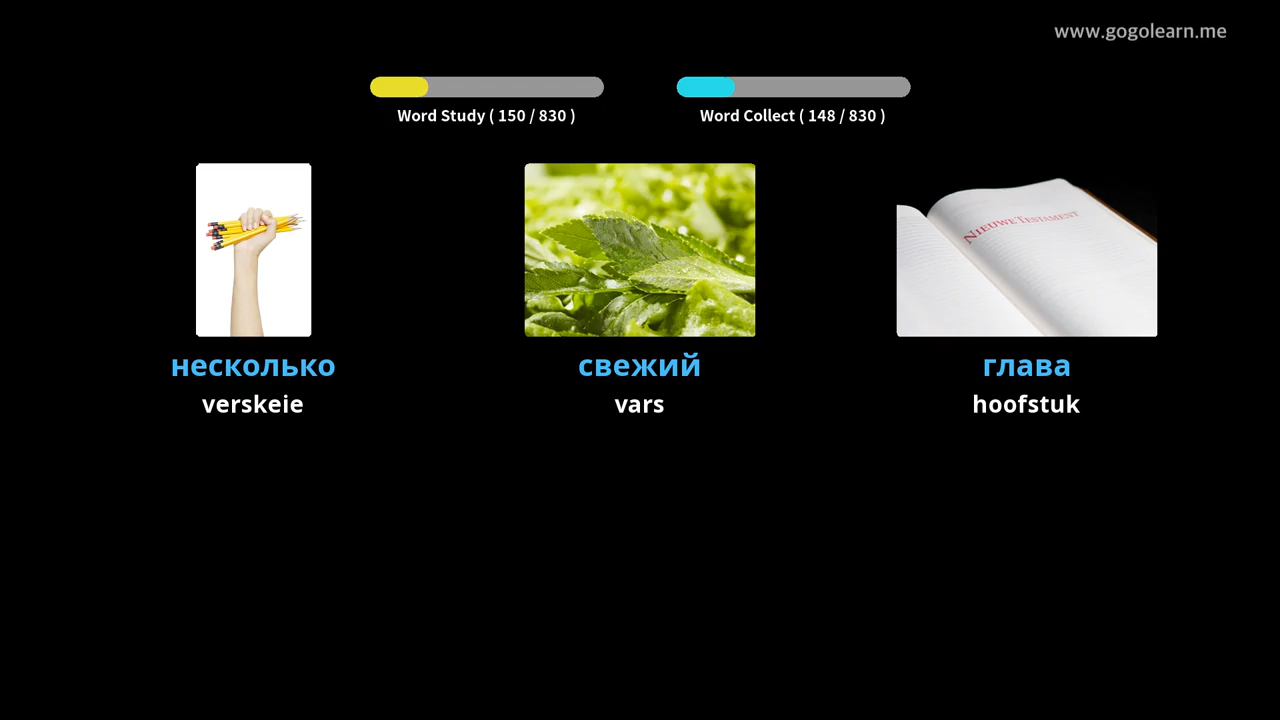 www.gogolearn.me
Word Study ( 150 / 830 )
Word Collect ( 148 / 830 )
NIEUWE TESTAMENT
несколько
свежий
глава
verskeie
vars
hoofstuk